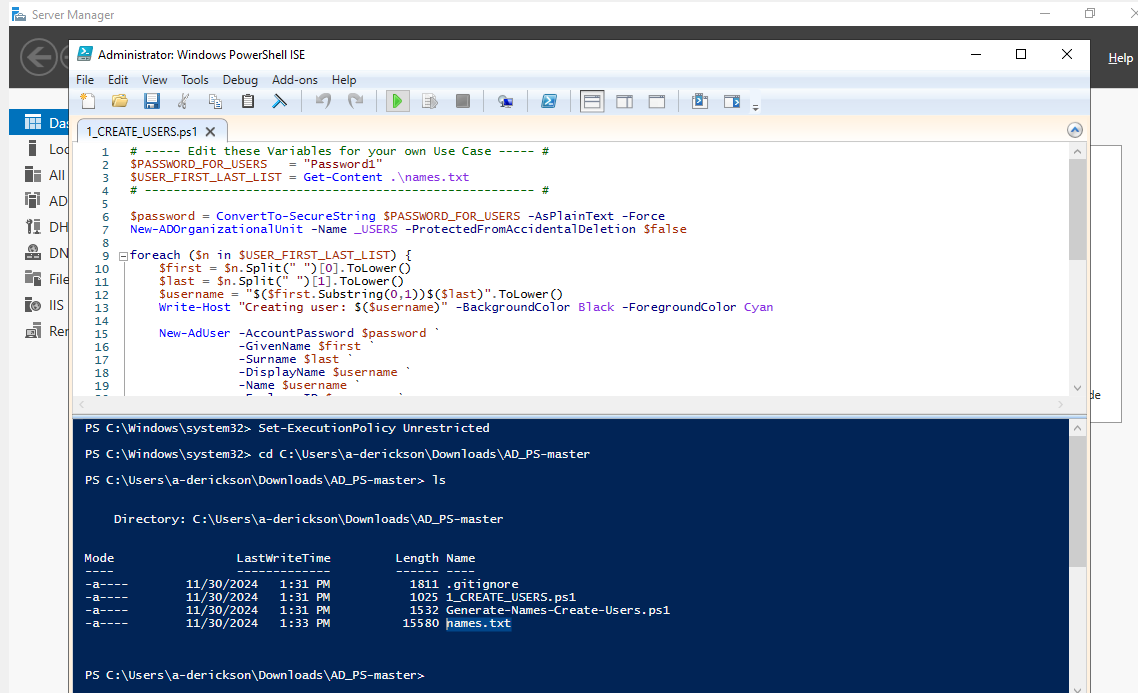 Server Manager
Administrator: Windows PowerShell ISE
Help
File Edit View Tools Debug Add-ons Help
1_CREATE_USERS.ps1
Das
Loc
All
AD
DH
DN
File
IIS
Rer
de
1 # ----- Edit these Variables for your own Use Case ----- #
2 $PASSWORD_FOR_USERS   = "Password1"
3 $USER_FIRST_LAST_LIST = Get-Content .\names.txt
4 # ------------------------------------------------------ #
5
6 $password = ConvertTo-SecureString $PASSWORD_FOR_USERS -AsPlainText -Force
7 New-ADOrganizationalUnit -Name _USERS -ProtectedFromAccidentalDeletion $false
8
9 foreach ($n in $USER_FIRST_LAST_LIST) {
10     $first = $n.Split(" ")[0].ToLower()
11     $last = $n.Split(" ")[1].ToLower()
12     $username = "$($first.Substring(0,1))$($last)".ToLower()
13     Write-Host "Creating user: $($username)" -BackgroundColor Black -ForegroundColor Cyan
14
15     New-AdUser -AccountPassword $password `
16                -GivenName $first `
17                -Surname $last `
18                -DisplayName $username `
19                -Name $username `
PS C:\Windows\system32> Set-ExecutionPolicy Unrestricted
PS C:\Windows\system32> cd C:\Users\a-derickson\Downloads\AD_PS-master
PS C:\Users\a-derickson\Downloads\AD_PS-master> ls
    Directory: C:\Users\a-derickson\Downloads\AD_PS-master
Mode                 LastWriteTime         Length Name
----                 -------------         ------ ----
-a----        11/30/2024   1:31 PM           1811 .gitignore
-a----        11/30/2024   1:31 PM           1025 1_CREATE_USERS.ps1
-a----        11/30/2024   1:31 PM           1532 Generate-Names-Create-Users.ps1
-a----        11/30/2024   1:33 PM          15580 names.txt
PS C:\Users\a-derickson\Downloads\AD_PS-master>